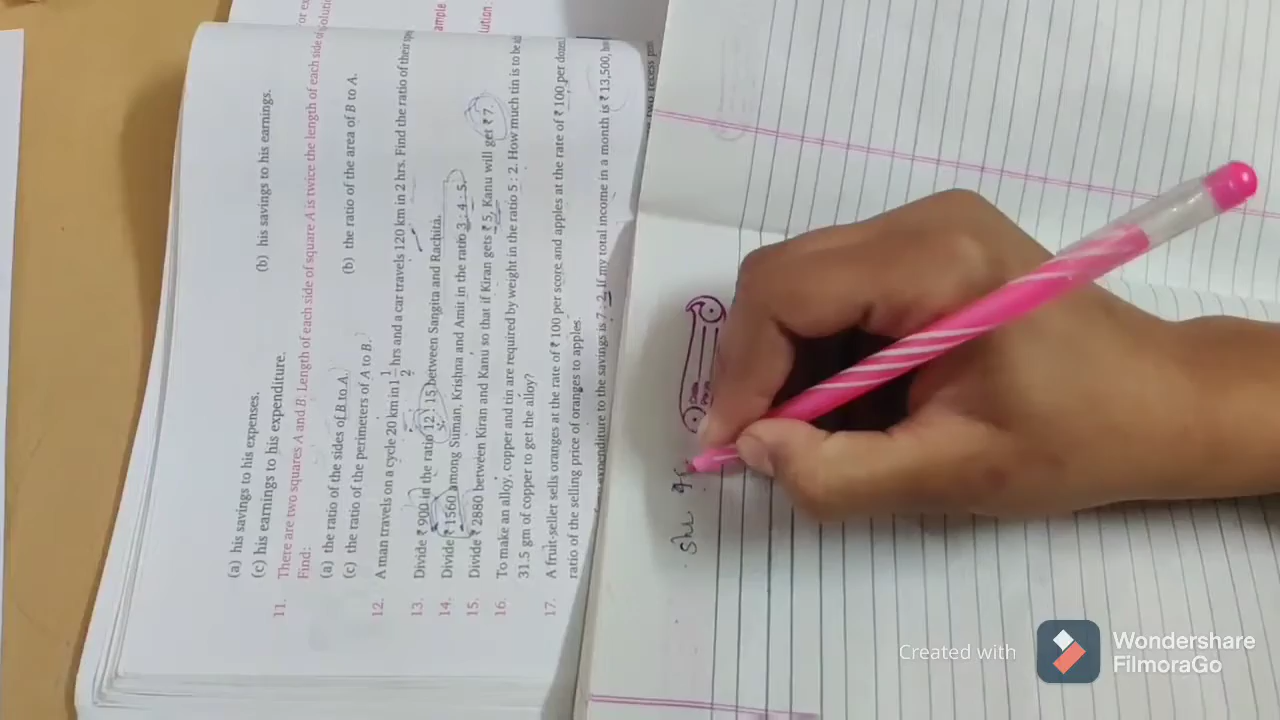 (a) his savings to his expenses.
(b) his savings to his earnings.
(c) his earnings to his expenditure.
11. There are two squares A and B. Length of each side of square A is twice the length of each side of
Find:
(a) the ratio of the sides of B to A.
(b) the ratio of the area of B to A.
(c) the ratio of the perimeters of A to B.
12. A man travels on a cycle 20 km in 1 1/2 hrs and a car travels 120 km in 2 hrs. Find the ratio of their
13. Divide ₹ 900 in the ratio 12 : 15 between Sangita and Rachita.
14. Divide ₹ 1560 among Suman, Krishna and Amit in the ratio 3 : 4 : 5.
15. Divide ₹ 2880 between Kiran and Kanu so that if Kiran gets ₹ 5, Kanu will get ₹ 7.
16. To make an alloy, copper and tin are required by weight in the ratio 5 : 2. How much tin is to be
31.5 gm of copper to get the alloy?
17. A fruit-seller sells oranges at the rate of ₹ 100 per score and apples at the rate of ₹ 100 per dozen
ratio of the selling price of oranges to apples.
expenditure to the savings is 7 : 2. If my total income in a month is ₹ 13,500,
ample
lution.
She
Created with
Wondershare
FilmoraGo